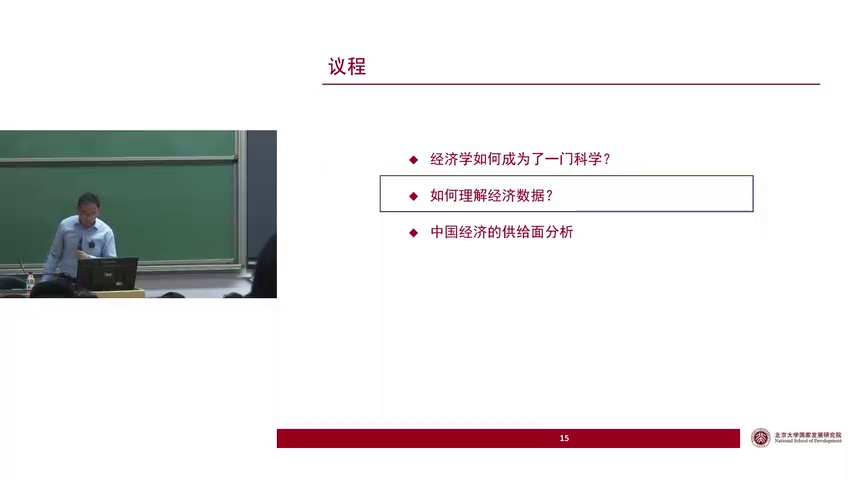 议程
◆ 经济学如何成为了一门科学？
◆ 如何理解经济数据？
◆ 中国经济的供给面分析
15
北京大学国家发展研究院
National School of Development